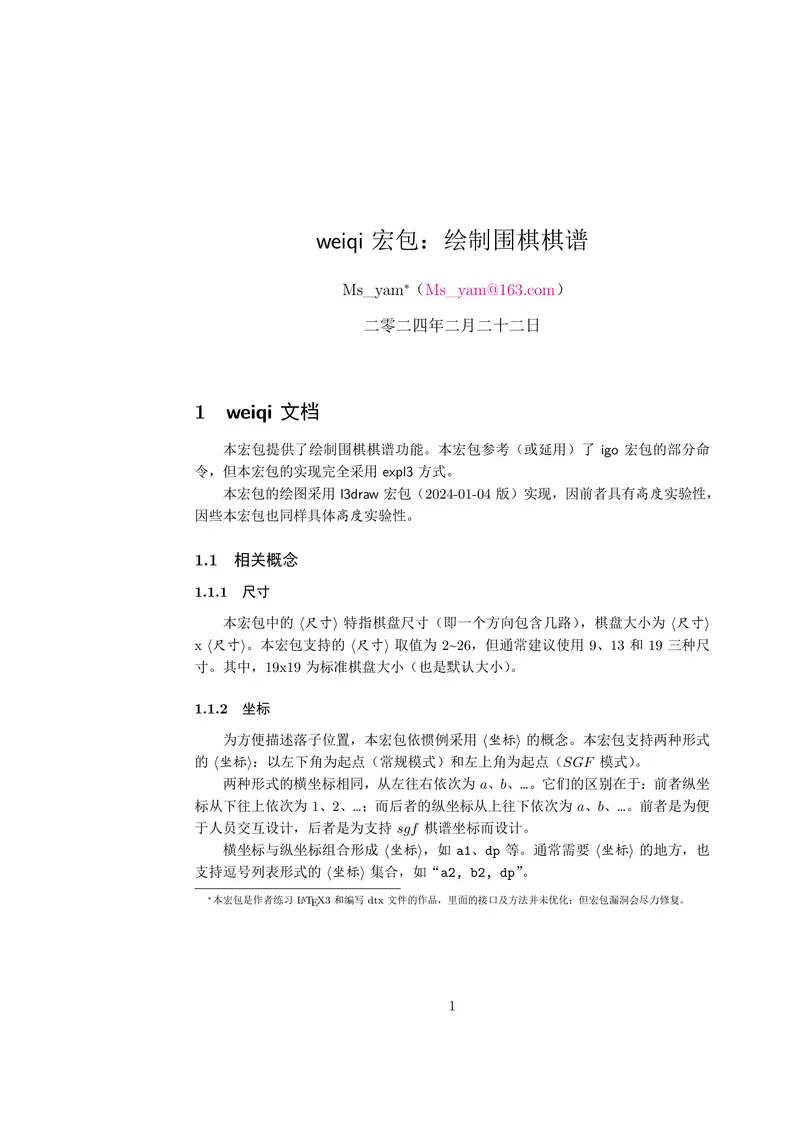 weiqi 宏包：绘制围棋棋谱
Ms_yam*（Ms_yam@163.com）
二零二四年二月二十二日
1 weiqi 文档
本宏包提供了绘制围棋棋谱功能。本宏包参考（或延用）了 igo 宏包的部分命
令，但本宏包的实现完全采用 expl3 方式。
本宏包的绘图采用 l3draw 宏包（2024-01-04 版）实现，因前者具有高度实验性，
因些本宏包也同样具体高度实验性。
1.1 相关概念
1.1.1 尺寸
本宏包中的 ⟨尺寸⟩ 特指棋盘尺寸（即一个方向包含几路），棋盘大小为 ⟨尺寸⟩
x ⟨尺寸⟩。本宏包支持的 ⟨尺寸⟩ 取值为 2~26，但通常建议使用 9、13 和 19 三种尺
寸。其中，19x19 为标准棋盘大小（也是默认大小）。
1.1.2 坐标
为方便描述落子位置，本宏包依惯例采用 ⟨坐标⟩ 的概念。本宏包支持两种形式
的 ⟨坐标⟩：以左下角为起点（常规模式）和左上角为起点（SGF 模式）。
两种形式的横坐标相同，从左往右依次为 a、b、…。它们的区别在于：前者纵坐
标从下往上依次为 1、2、…；而后者的纵坐标从上往下依次为 a、b、…。前者是为便
于人员交互设计，后者是为支持 sgf 棋谱坐标而设计。
横坐标与纵坐标组合形成 ⟨坐标⟩，如 a1、dp 等。通常需要 ⟨坐标⟩ 的地方，也
支持逗号列表形式的 ⟨坐标⟩ 集合，如 “a2, b2, dp”。
*本宏包是作者练习 LATEX3 和编写 dtx 文件的作品，里面的接口及方法并未优化；但宏包漏洞会尽力修复。
1